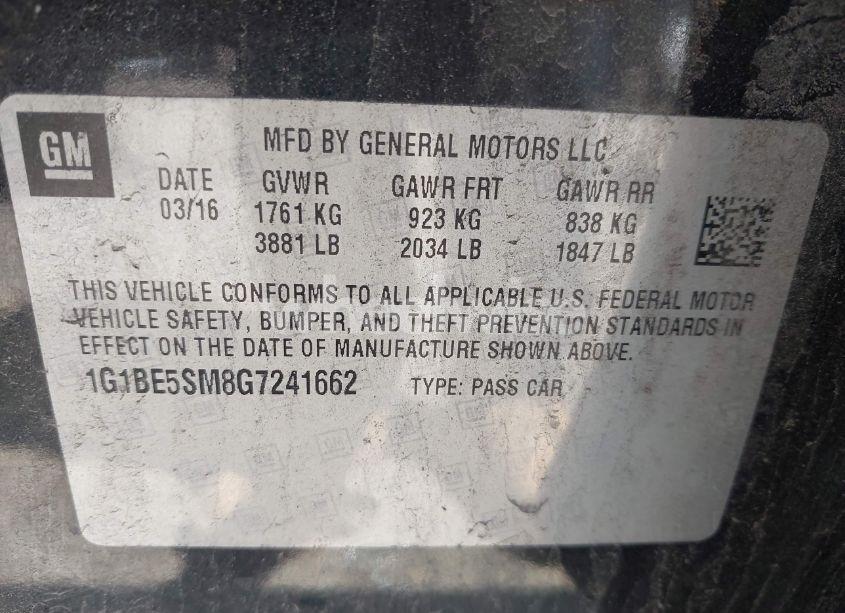 GM
MFD BY GENERAL MOTORS LLC
DATE GVWR GAWR FRT GAWR RR
03/16 1761 KG 923 KG 838 KG
3881 LB 2034 LB 1847 LB
THIS VEHICLE CONFORMS TO ALL APPLICABLE U.S. FEDERAL MOTOR
VEHICLE SAFETY, BUMPER, AND THEFT PREVENTION STANDARDS IN
EFFECT ON THE DATE OF MANUFACTURE SHOWN ABOVE.
1G1BE5SM8G7241662 TYPE: PASS CAR